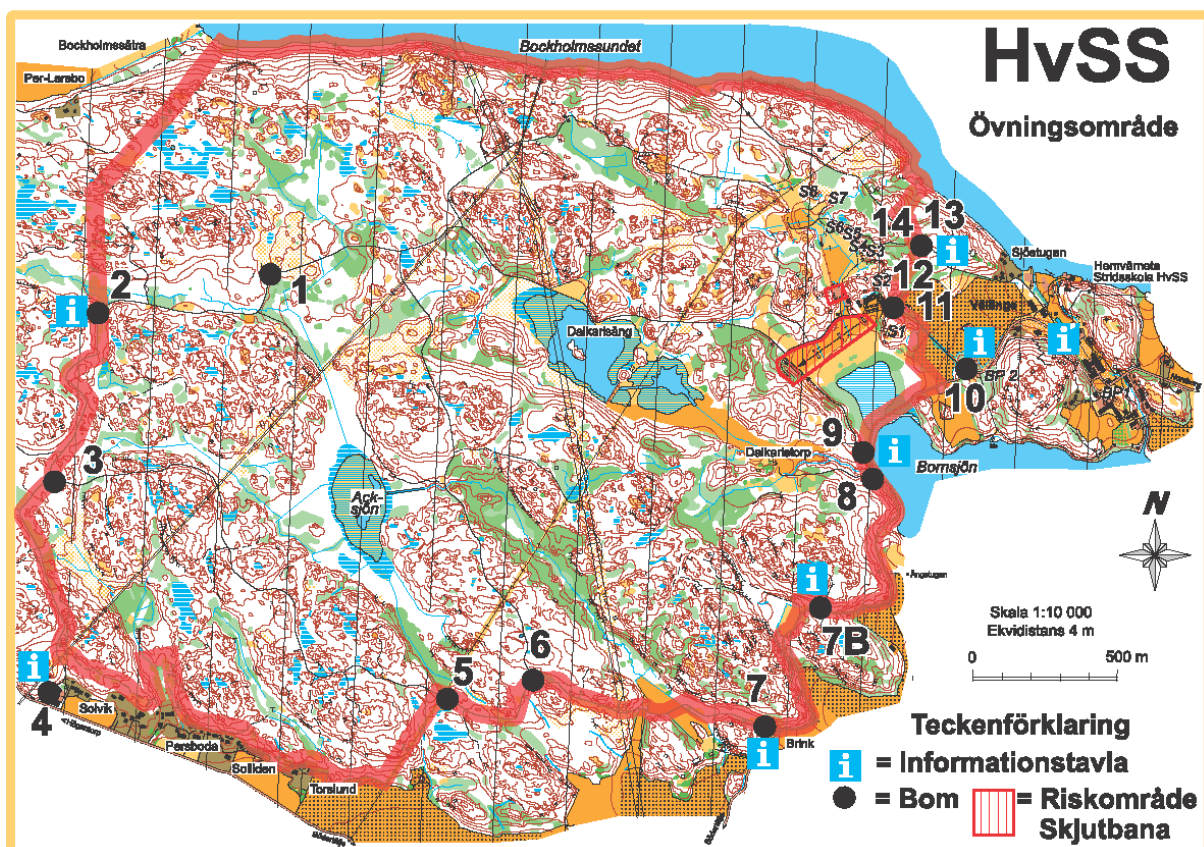 HvSS
Övningsområde
Bockholmssätra
Per-Larsbo
Bockholmssundet
S8
S7
S2
S1
14
13
i
12
11
Sjöstugan
Hemvärnets
Stridsskola HvSS
2
i
1
i
i
10
SP 2
Dalkarlsäng
9
i
Dalkarlstorp
Bornsjön
8
3
Ack-
sjön
N
i
7B
Skala 1:10 000
Ekvidistans 4 m
0 500 m
6
5
7
i
Brink
i
4
Solvik
Persboda
Solliden
Torslund
Teckenförklaring
i = Informationstavla
= Bom
= Riskområde
Skjutbana